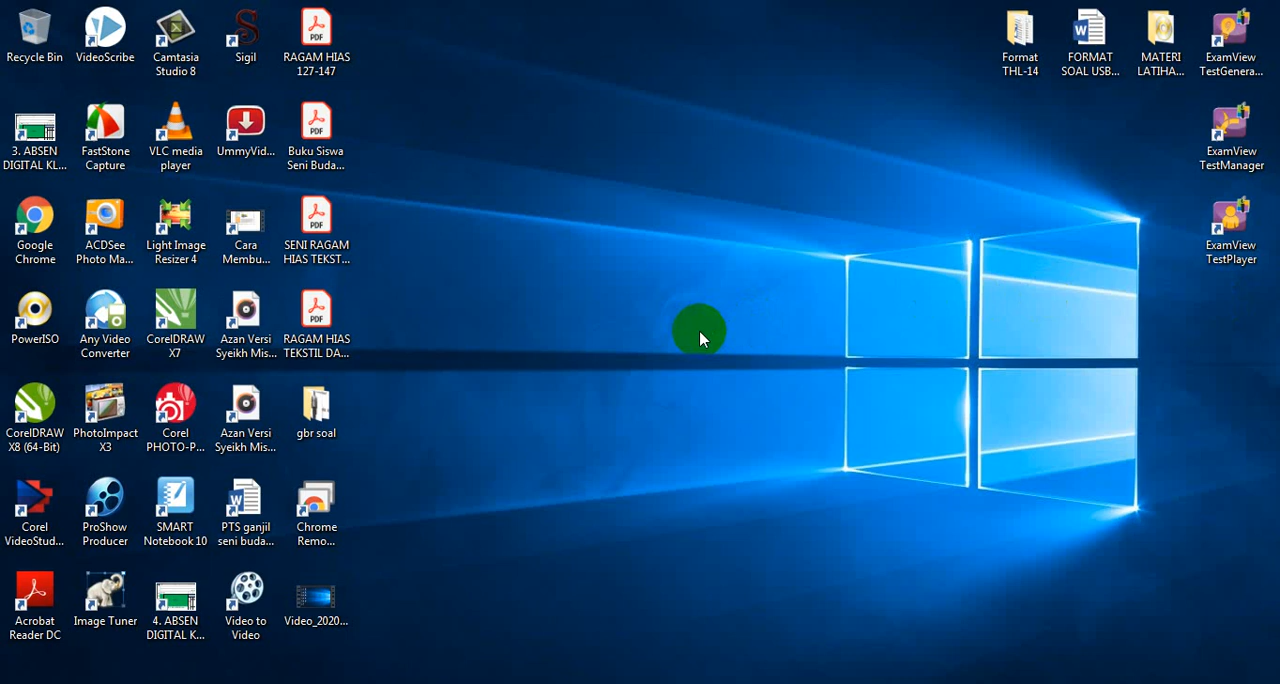 Recycle Bin
VideoScribe
Camtasia
Studio 8
Sigil
PDF
RAGAM HIAS
127-147
3. ABSEN
DIGITAL KL...
FastStone
Capture
VLC media
player
UmmyVid...
PDF
Buku Siswa
Seni Buda...
Google
Chrome
ACDSee
Photo Ma...
Light Image
Resizer 4
Cara
Membu...
PDF
SENI RAGAM
HIAS TEKST...
PowerISO
Any Video
Converter
CorelDRAW
X7
Azan Versi
Syeikh Mis...
PDF
RAGAM HIAS
TEKSTIL DA...
CorelDRAW
X8 (64-Bit)
PhotoImpact
X3
Corel
PHOTO-P...
Azan Versi
Syeikh Mis...
gbr soal
Corel
VideoStud...
ProShow
Producer
SMART
Notebook 10
PTS ganjil
seni buda...
Chrome
Remo...
Acrobat
Reader DC
Image Tuner
4. ABSEN
DIGITAL K...
Video to
Video
Video_2020...
Format
THL-14
FORMAT
SOAL USB...
MATERI
LATIHA...
ExamView
TestGenera...
ExamView
TestManager
ExamView
TestPlayer